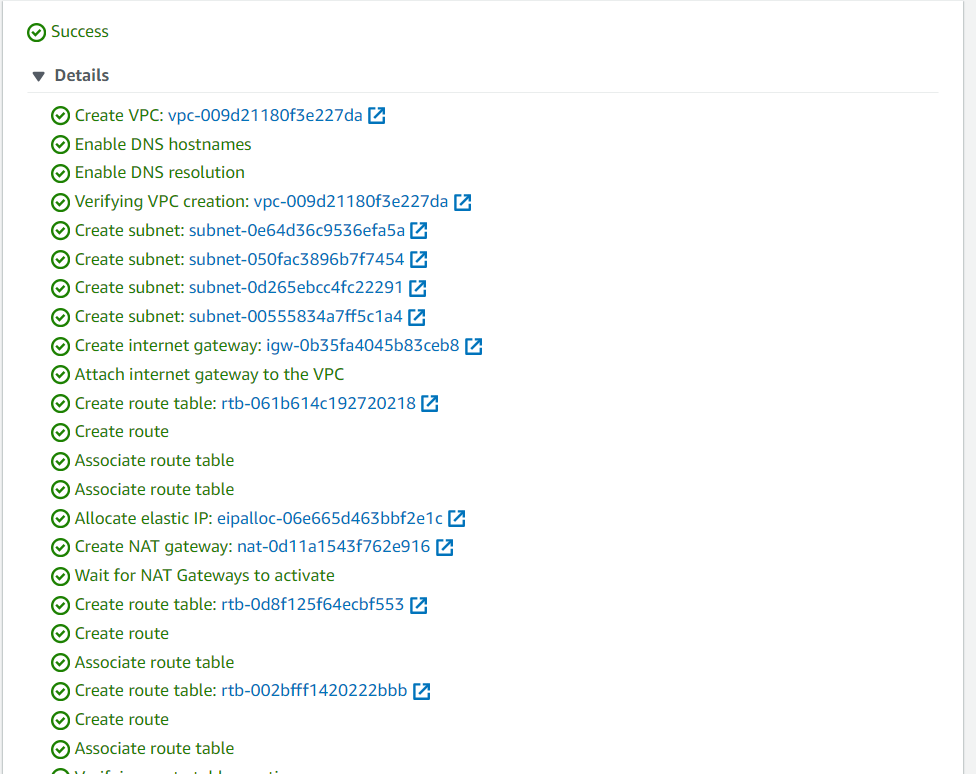 Success
Details
Create VPC: vpc-009d21180f3e227da
Enable DNS hostnames
Enable DNS resolution
Verifying VPC creation: vpc-009d21180f3e227da
Create subnet: subnet-0e64d36c9536efa5a
Create subnet: subnet-050fac3896b7f7454
Create subnet: subnet-0d265ebcc4fc22291
Create subnet: subnet-00555834a7ff5c1a4
Create internet gateway: igw-0b35fa4045b83ceb8
Attach internet gateway to the VPC
Create route table: rtb-061b614c192720218
Create route
Associate route table
Associate route table
Allocate elastic IP: eipalloc-06e665d463bbf2e1c
Create NAT gateway: nat-0d11a1543f762e916
Wait for NAT Gateways to activate
Create route table: rtb-0d8f125f64ecbf553
Create route
Associate route table
Create route table: rtb-002bfff1420222bbb
Create route
Associate route table